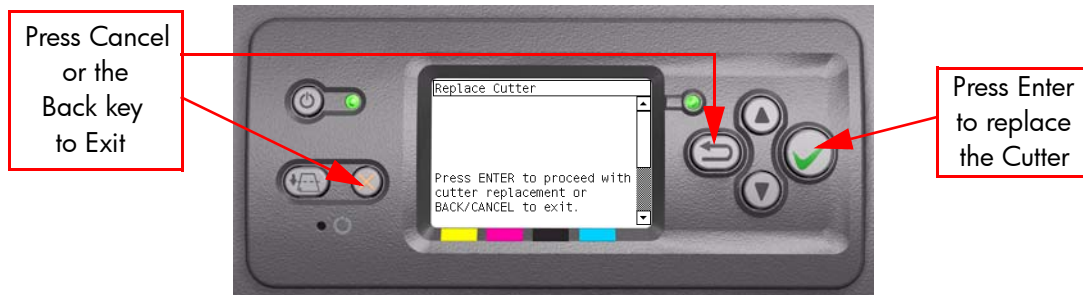 Press Cancel
or the
Back key
to Exit
Replace Cutter
Press ENTER to proceed with
cutter replacement or
BACK/CANCEL to exit.
Press Enter
to replace
the Cutter